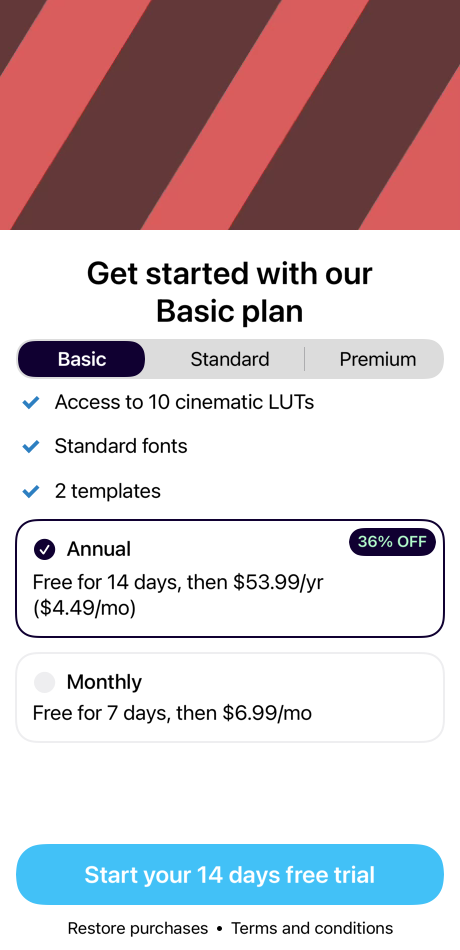 Get started with our
Basic plan
Basic
Standard
Premium
Access to 10 cinematic LUTs
Standard fonts
2 templates
Annual
36% OFF
Free for 14 days, then $53.99/yr
($4.49/mo)
Monthly
Free for 7 days, then $6.99/mo
Start your 14 days free trial
Restore purchases • Terms and conditions